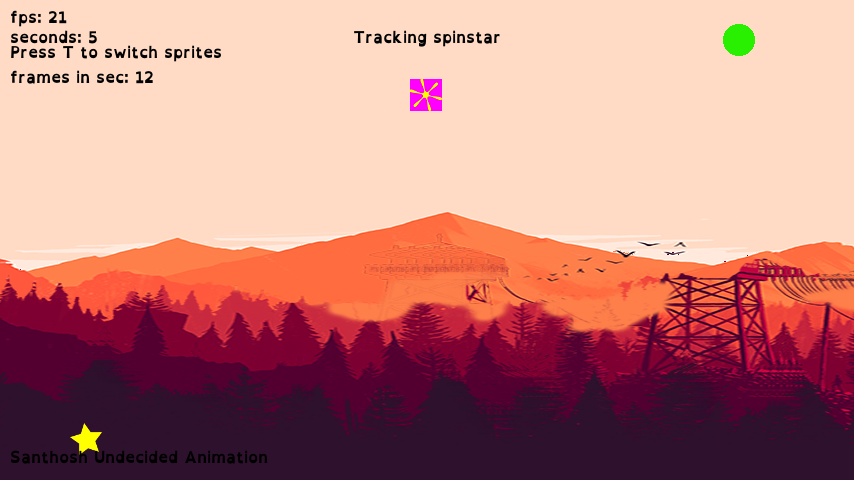 fps: 21
seconds: 5
Press T to switch sprites
frames in sec: 12
Tracking spinstar
Santhosh Undecided Animation